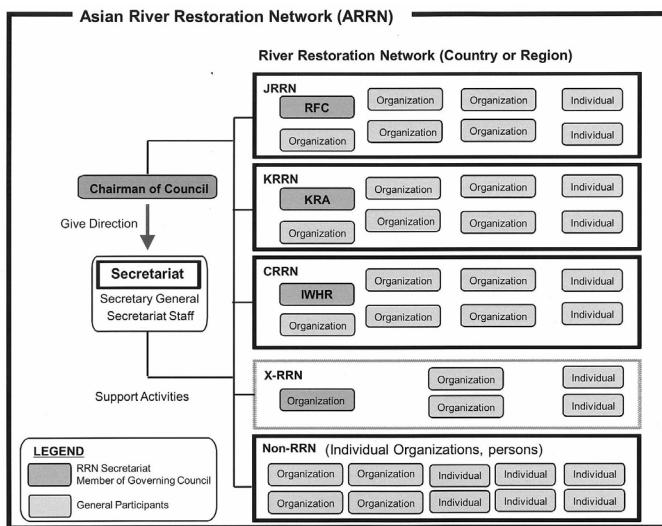 Asian River Restoration Network (ARRN)
River Restoration Network (Country or Region)
JRRN
RFC Organization Organization Individual
Organization Organization Organization Individual
Chairman of Council
Give Direction
Secretariat
Secretary General
Secretariat Staff
Support Activities
KRRN
KRA Organization Organization Individual
Organization Organization Organization Individual
CRRN
IWHR Organization Organization Individual
Organization Organization Organization Individual
X-RRN
Organization Organization Individual
Organization Individual
Non-RRN (Individual Organizations, persons)
Organization Organization Individual Individual Individual
Organization Organization Individual Individual Individual
LEGEND
RRN Secretariat
Member of Governing Council
General Participants